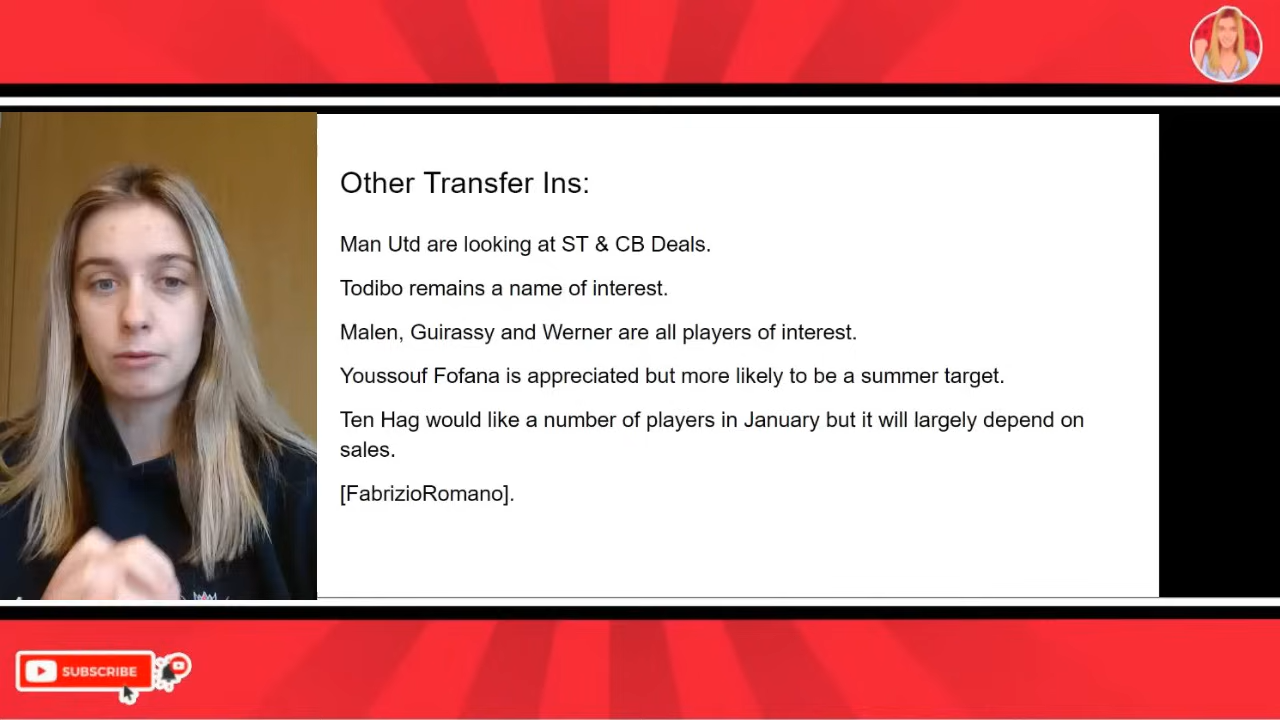 Other Transfer Ins:
Man Utd are looking at ST & CB Deals.
Todibo remains a name of interest.
Malen, Guirassy and Werner are all players of interest.
Youssouf Fofana is appreciated but more likely to be a summer target.
Ten Hag would like a number of players in January but it will largely depend on
sales.
[FabrizioRomano].
SUBSCRIBE